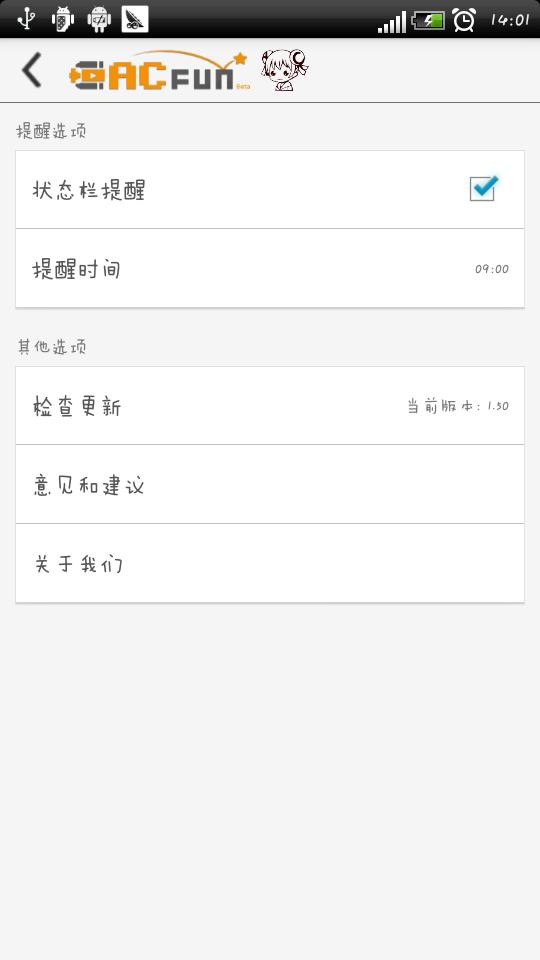 14:01
ACFUN Beta
提醒选项
状态栏提醒
提醒时间 09:00
其他选项
检查更新 当前版本: 1.50
意见和建议
关于我们